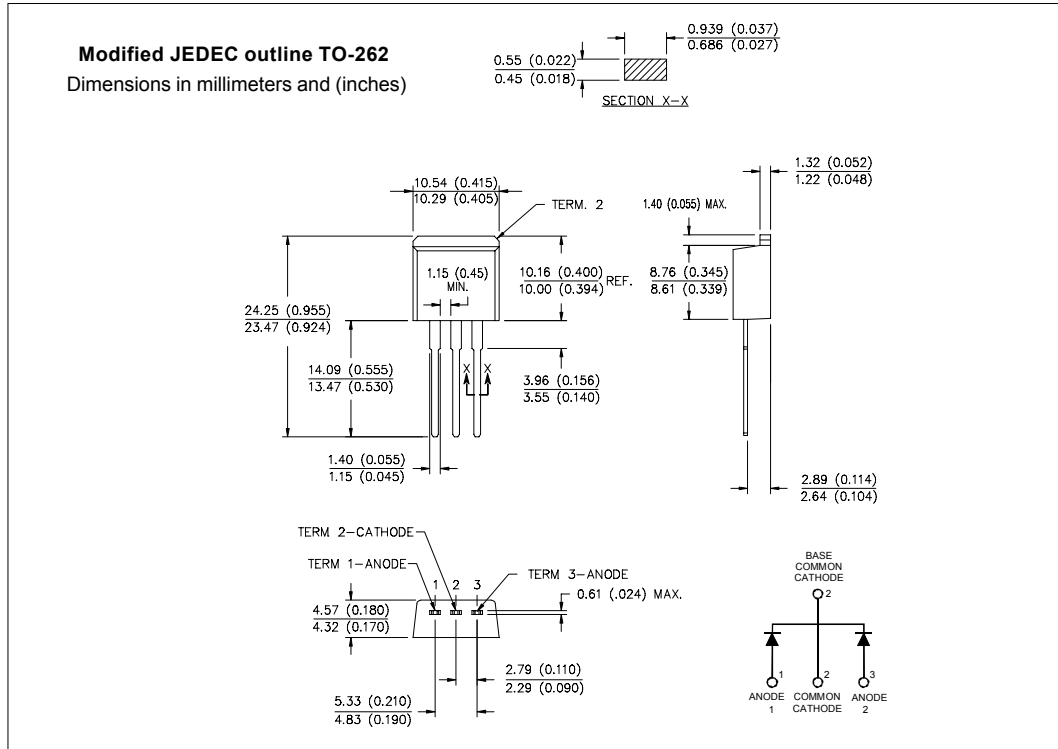 Modified JEDEC outline TO-262
Dimensions in millimeters and (inches)
0.939 (0.037)
0.686 (0.027)
0.55 (0.022)
0.45 (0.018)
SECTION X-X
10.54 (0.415)
10.29 (0.405)
TERM. 2
1.32 (0.052)
1.22 (0.048)
1.40 (0.055) MAX.
1.15 (0.45)
MIN.
10.16 (0.400)
10.00 (0.394)
REF.
8.76 (0.345)
8.61 (0.339)
24.25 (0.955)
23.47 (0.924)
14.09 (0.555)
13.47 (0.530)
X X
3.96 (0.156)
3.55 (0.140)
1.40 (0.055)
1.15 (0.045)
2.89 (0.114)
2.64 (0.104)
TERM 2-CATHODE
TERM 1-ANODE
TERM 3-ANODE
1 2 3
0.61 (.024) MAX.
4.57 (0.180)
4.32 (0.170)
2.79 (0.110)
2.29 (0.090)
5.33 (0.210)
4.83 (0.190)
BASE
COMMON
CATHODE
2
1 2 3
ANODE COMMON ANODE
1 CATHODE 2